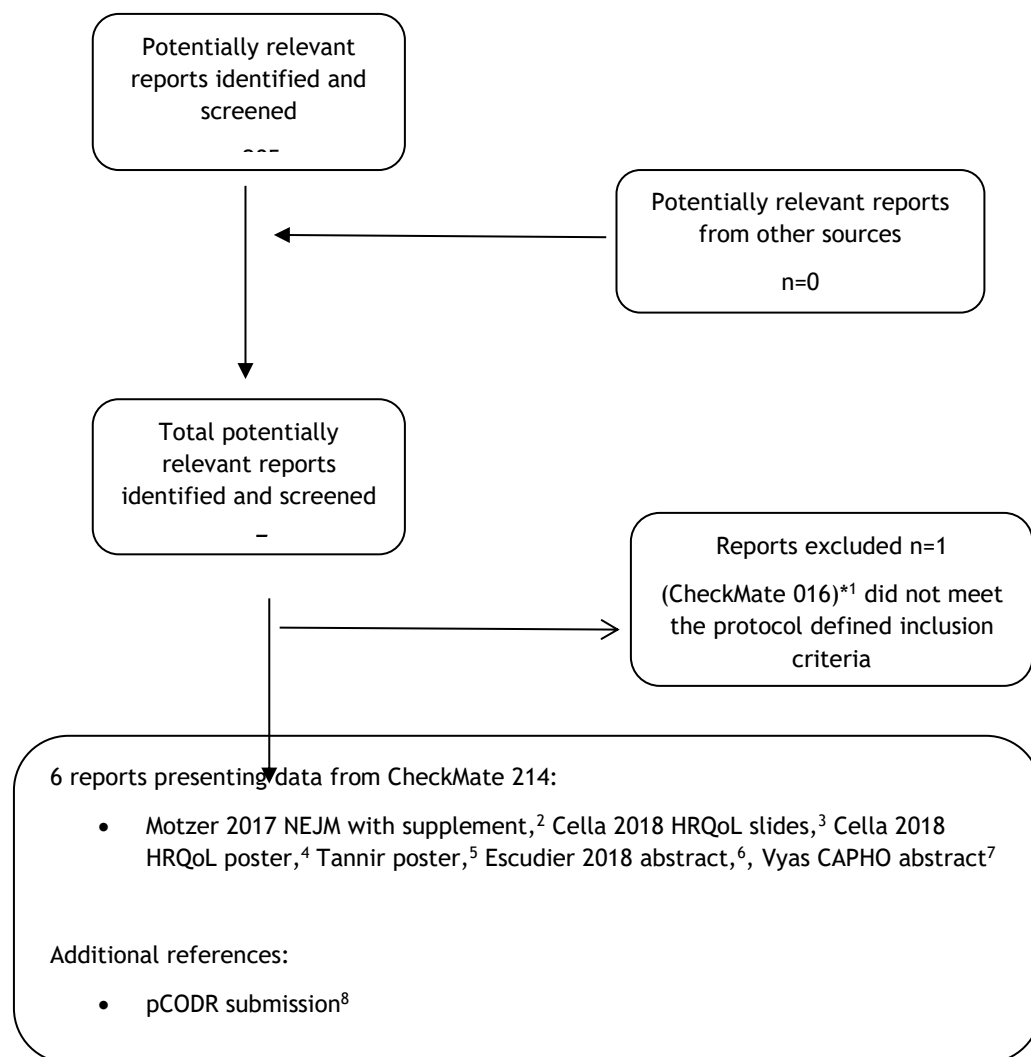 Potentially relevant
reports identified and
screened
Potentially relevant reports
from other sources
n=0
Total potentially
relevant reports
identified and screened
Reports excluded n=1
(CheckMate 016)*1 did not meet
the protocol defined inclusion
criteria
6 reports presenting data from CheckMate 214:
• Motzer 2017 NEJM with supplement,2 Cella 2018 HRQoL slides,3 Cella 2018
HRQoL poster,4 Tannir poster,5 Escudier 2018 abstract,6, Vyas CAPHO abstract7
Additional references:
• pCODR submission8